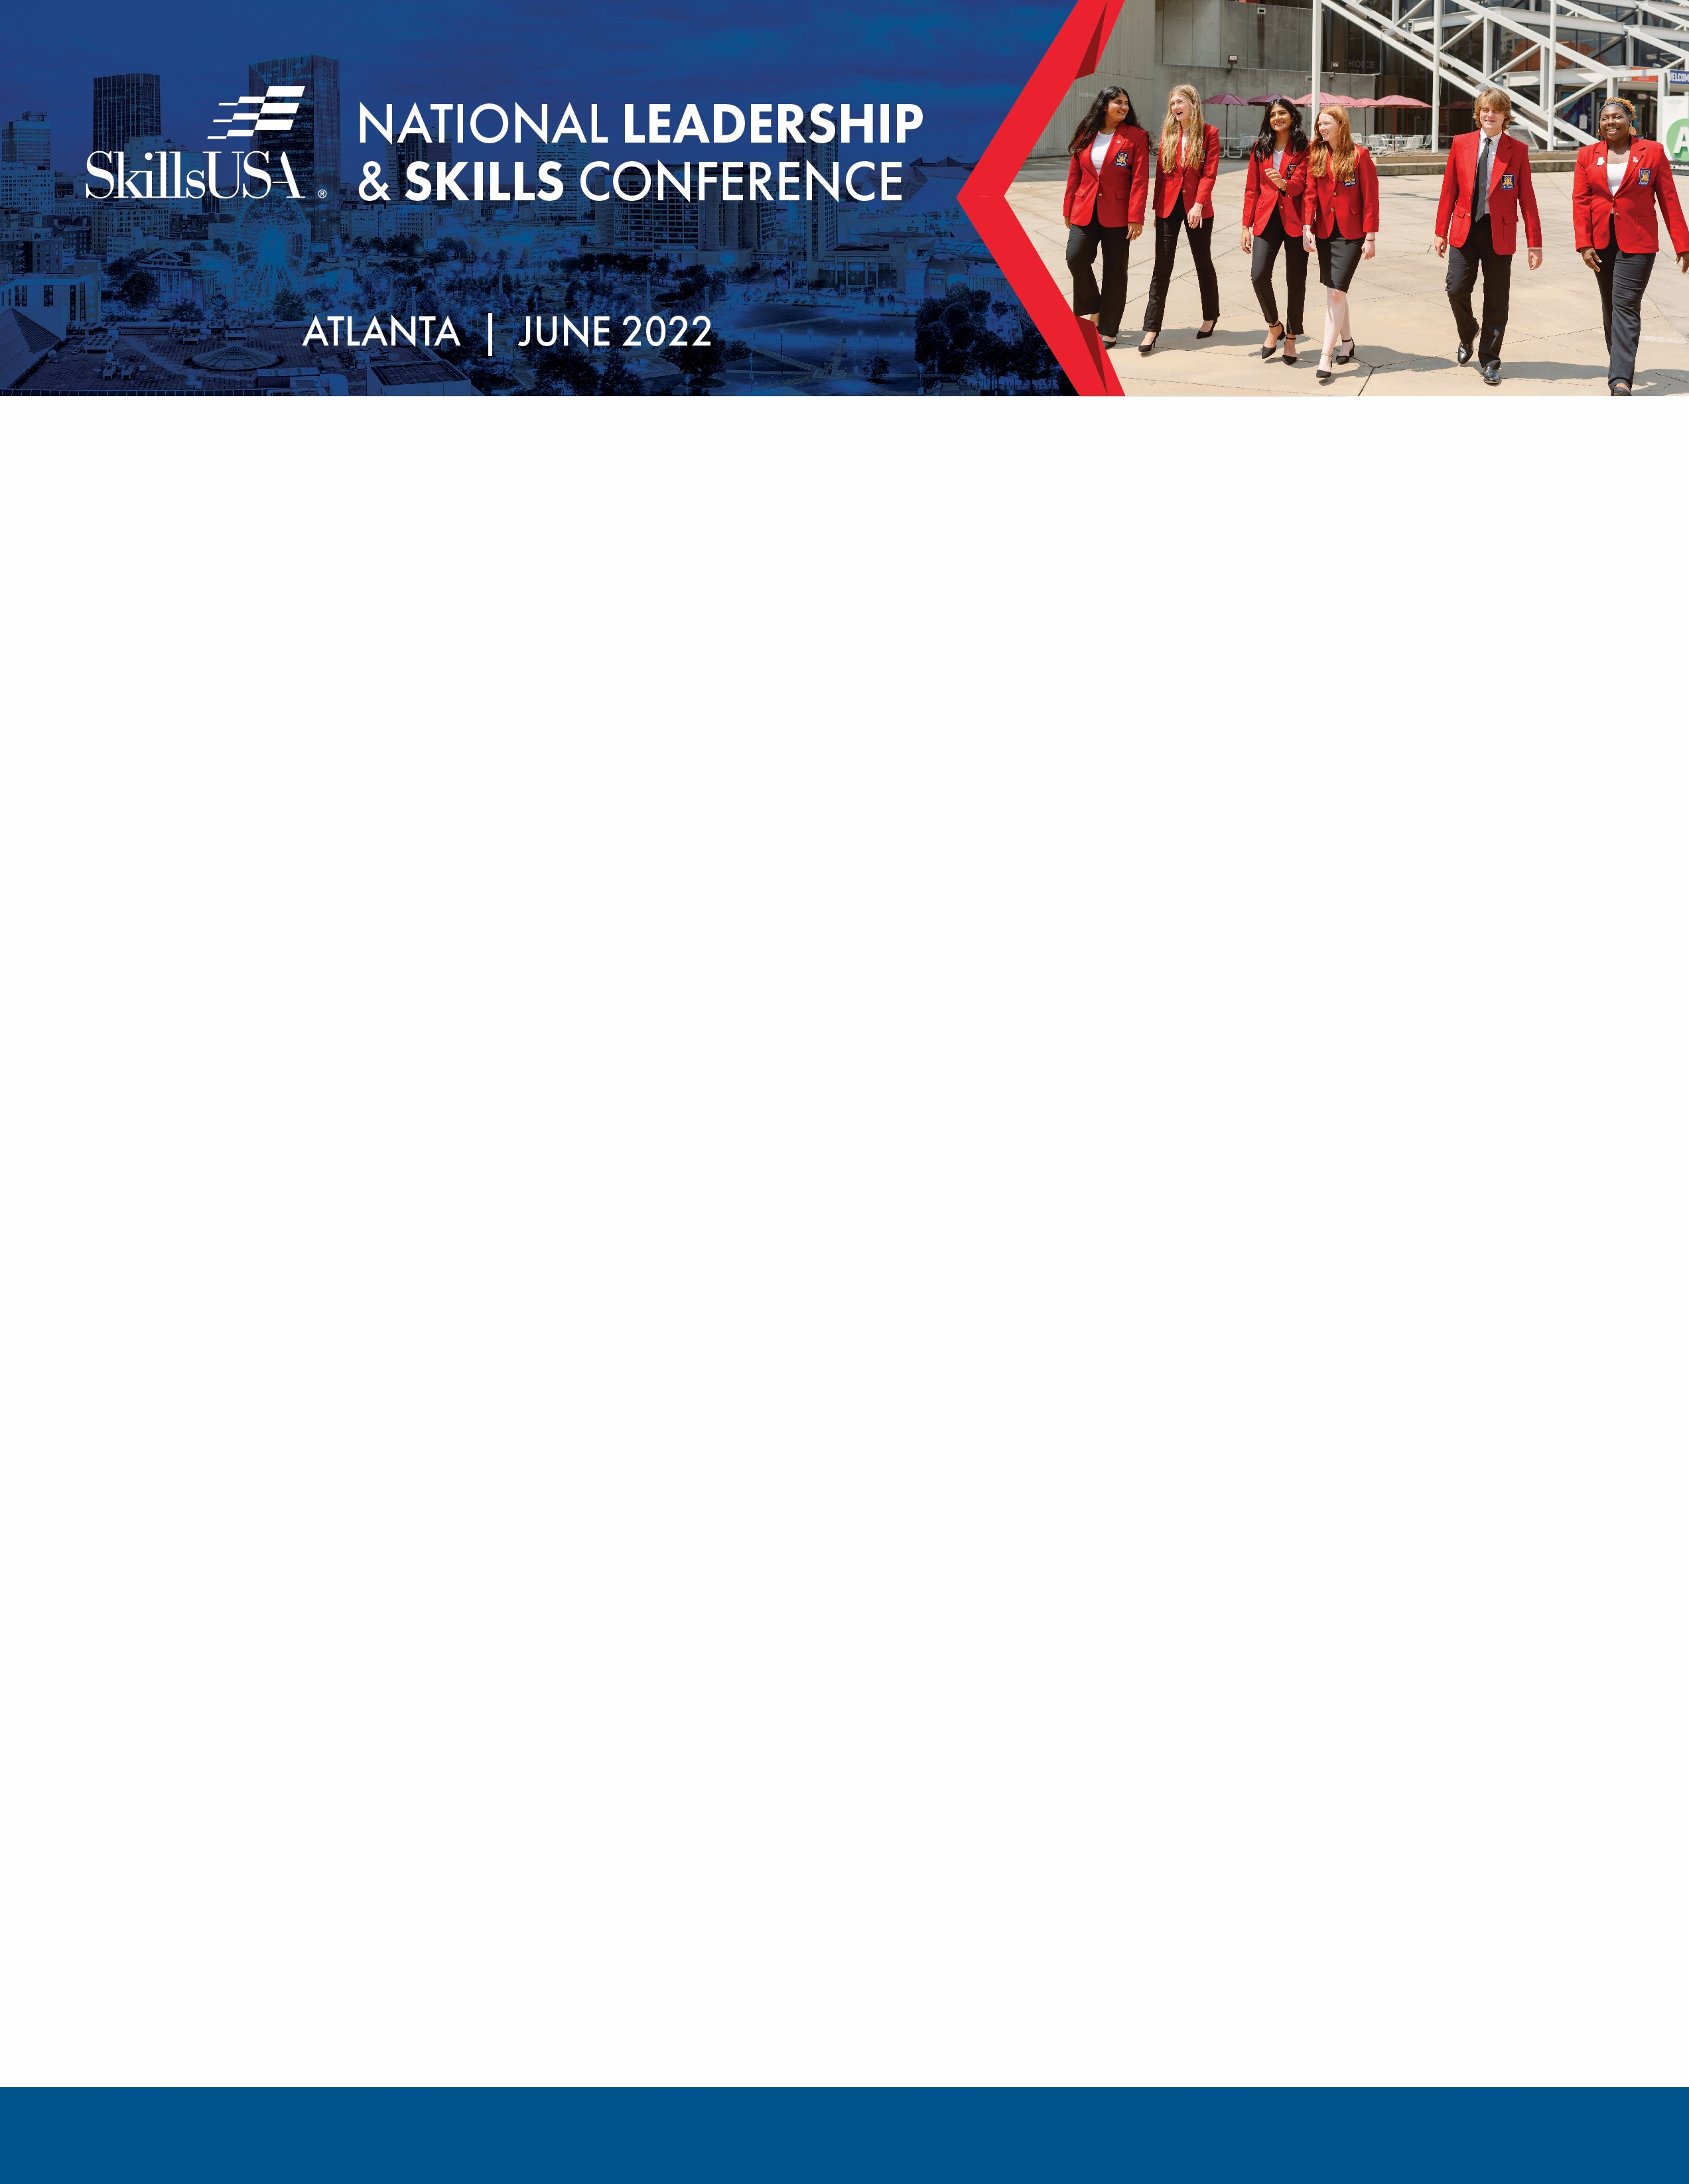 SkillsUSA®
NATIONAL LEADERSHIP
& SKILLS CONFERENCE
ATLANTA | JUNE 2022